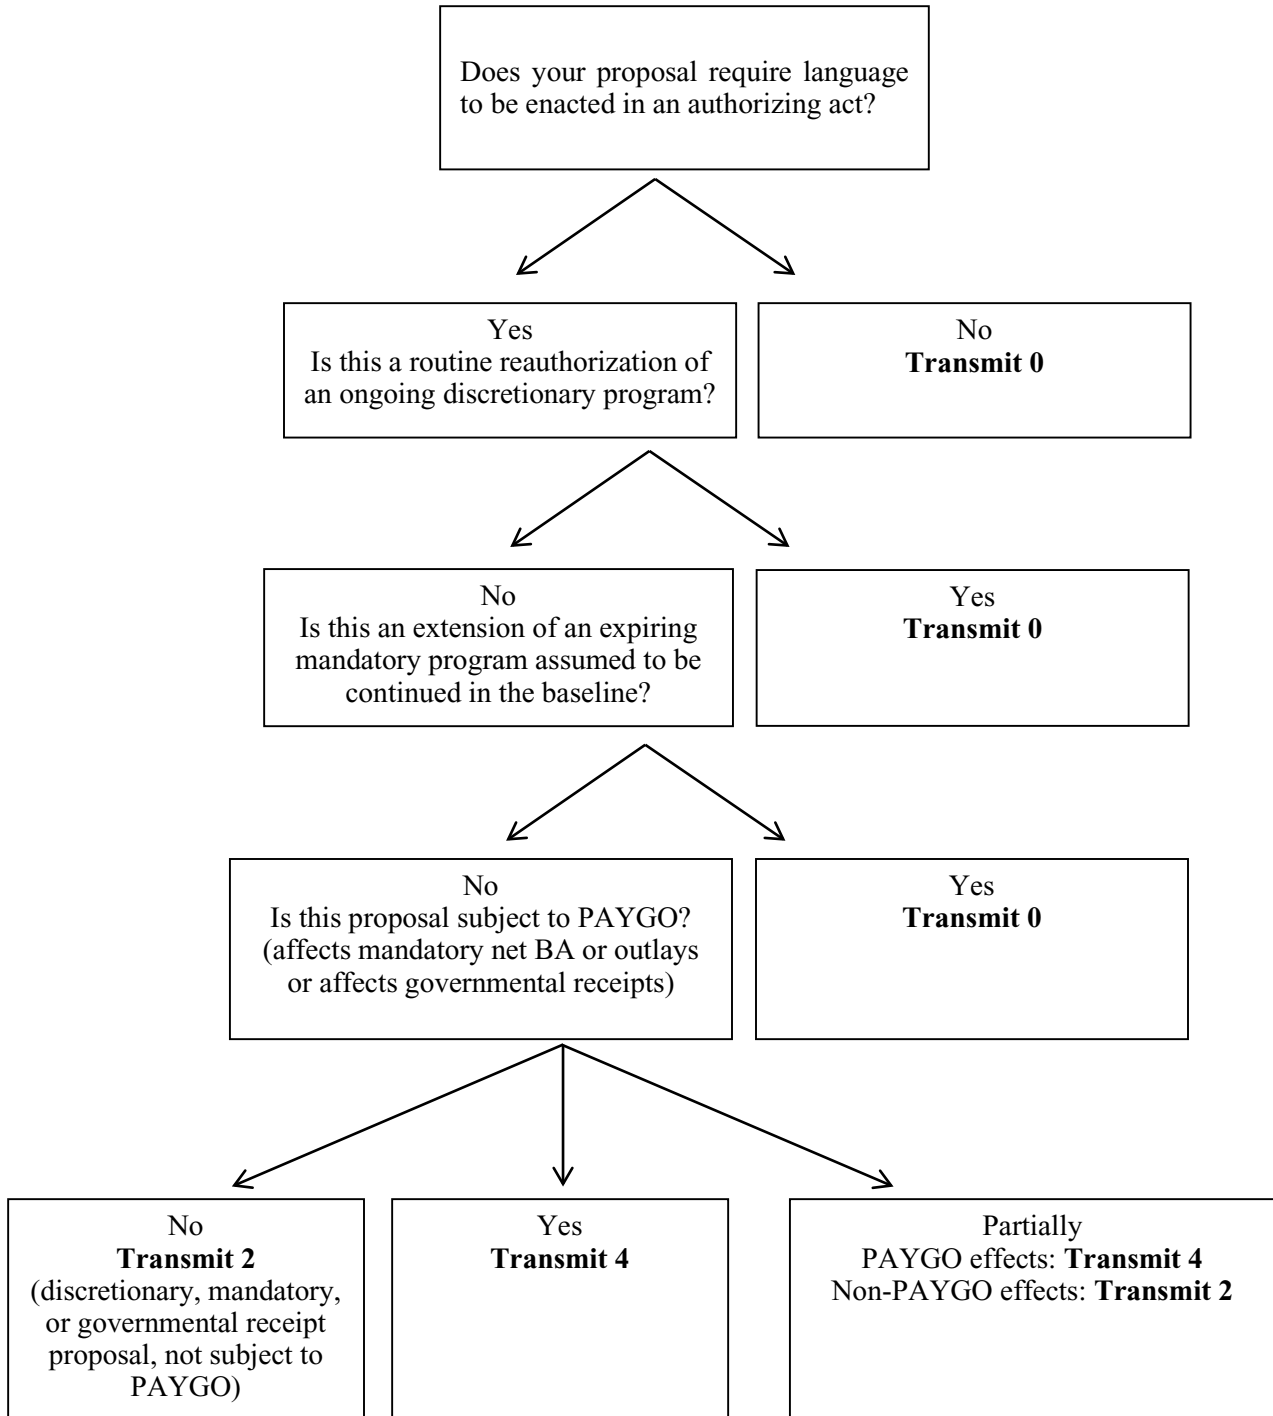 Does your proposal require language
to be enacted in an authorizing act?
Yes
Is this a routine reauthorization of
an ongoing discretionary program?
No
Transmit 0
No
Is this an extension of an expiring
mandatory program assumed to be
continued in the baseline?
Yes
Transmit 0
No
Is this proposal subject to PAYGO?
(affects mandatory net BA or outlays
or affects governmental receipts)
Yes
Transmit 0
No
Transmit 2
(discretionary, mandatory,
or governmental receipt
proposal, not subject to
PAYGO)
Yes
Transmit 4
Partially
PAYGO effects: Transmit 4
Non-PAYGO effects: Transmit 2